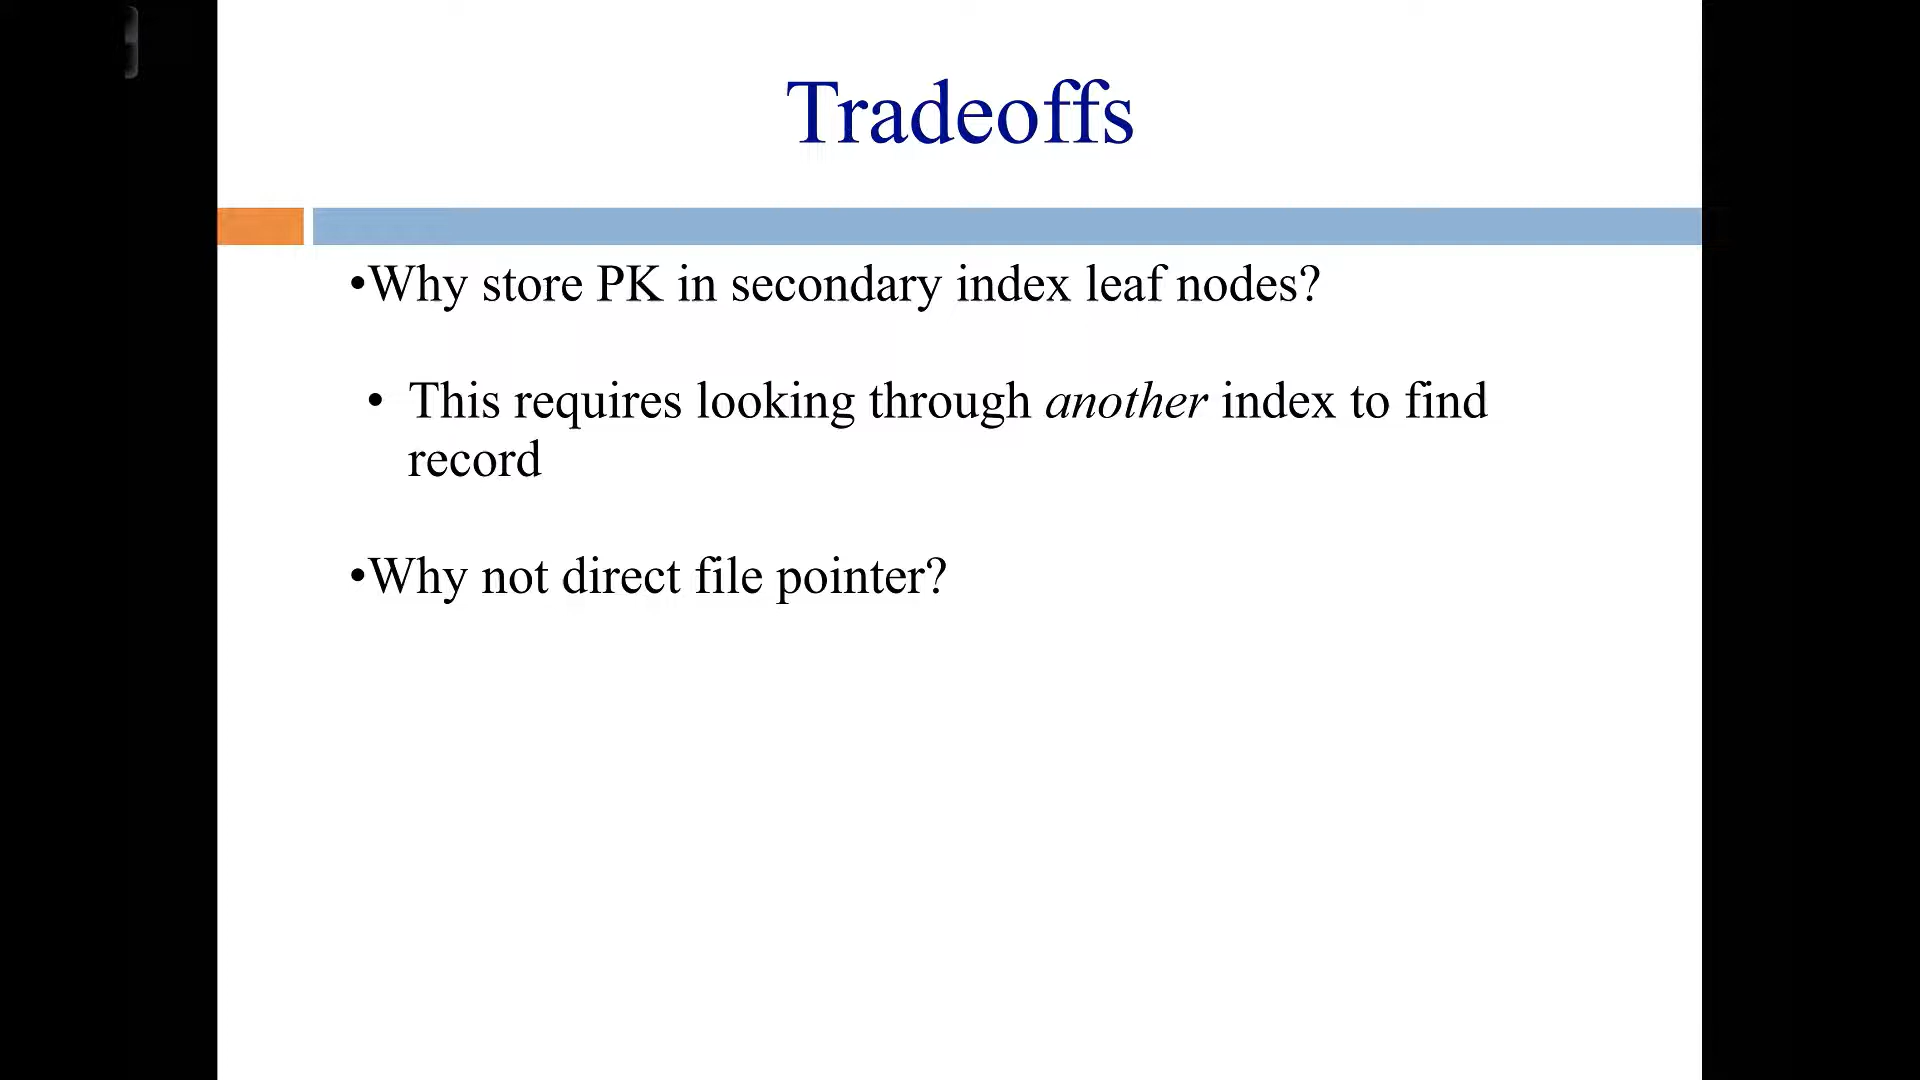 Tradeoffs
•Why store PK in secondary index leaf nodes?
• This requires looking through another index to find
record
•Why not direct file pointer?